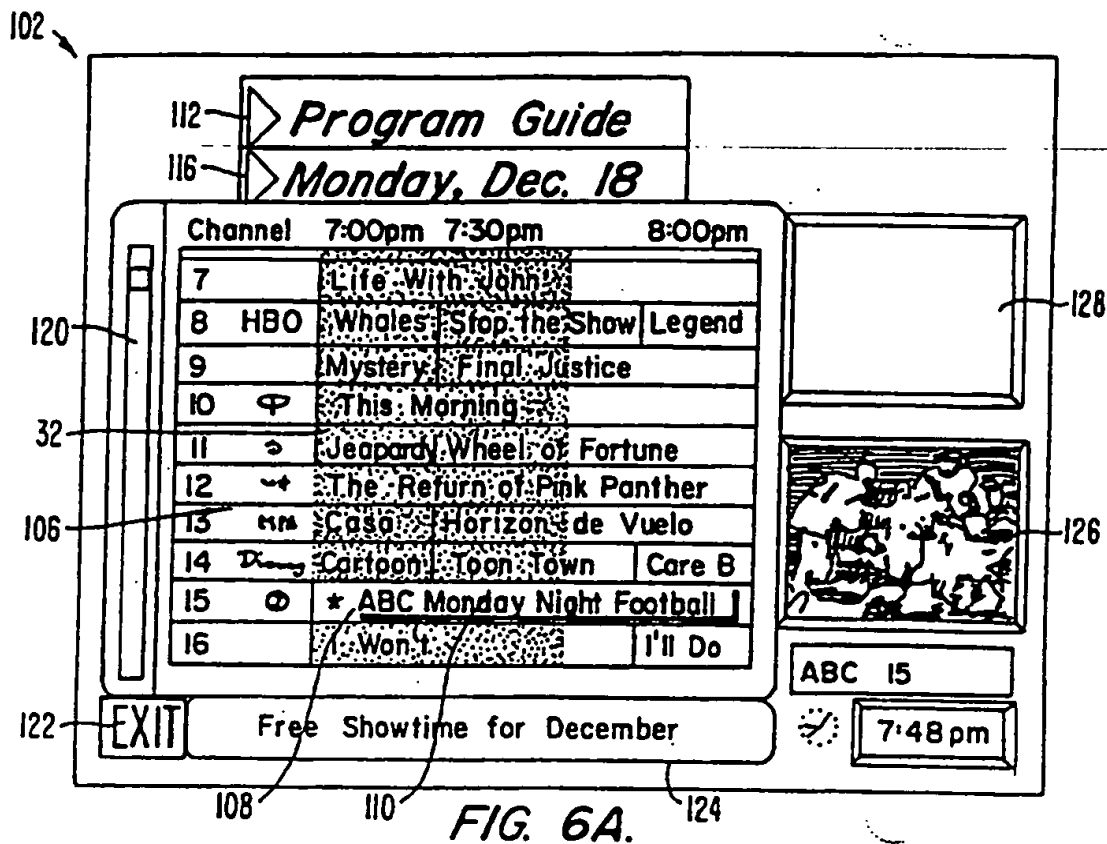 102
112 Program Guide
116 Monday, Dec. 18
Channel 7:00pm 7:30pm 8:00pm
7 Life With John
8 HBO Whales Stop the Show Legend
9 Mystery Final Justice
10 This Morning
11 Jeopardy Wheel of Fortune
12 The Return of Pink Panther
13 Casa Horizon de Vuelo
14 Cartoon Toon Town Care B
15 * ABC Monday Night Football
16 I Won't I'll Do
120
32
106
128
126
ABC 15
122 EXIT Free Showtime for December 7:48pm
108 110 124
FIG. 6A.